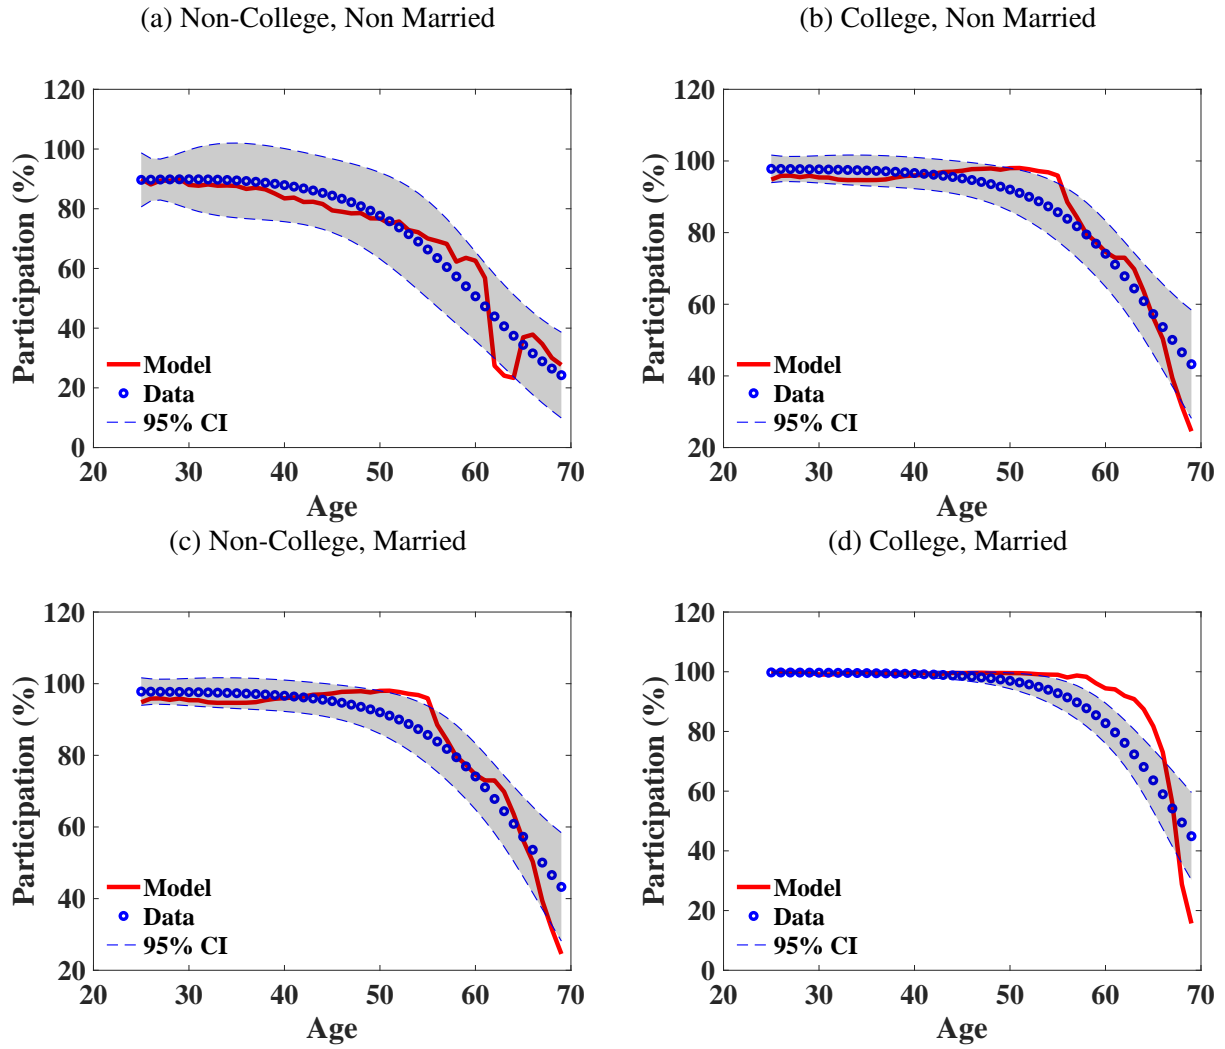 (a) Non-College, Non Married
120
100
80
60
40
20
0
Participation (%)
Model
Data
95% CI
20 30 40 50 60 70
Age
(b) College, Non Married
120
100
80
60
40
20
Participation (%)
Model
Data
95% CI
20 30 40 50 60 70
Age
(c) Non-College, Married
120
100
80
60
40
20
Participation (%)
Model
Data
95% CI
20 30 40 50 60 70
Age
(d) College, Married
120
100
80
60
40
20
0
Participation (%)
Model
Data
95% CI
20 30 40 50 60 70
Age